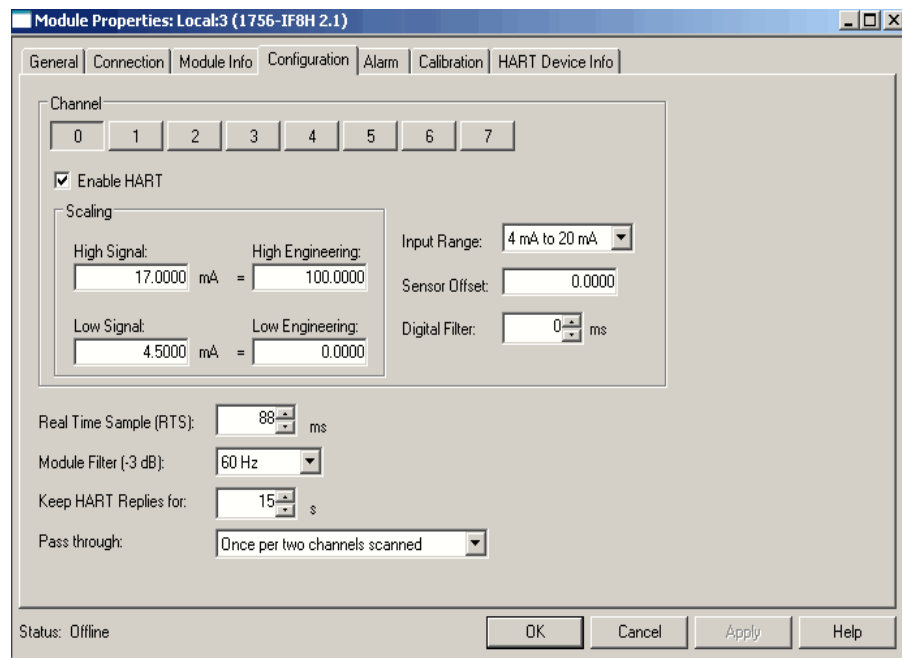 Module Properties: Local:3 (1756-IF8H 2.1)
General Connection Module Info Configuration Alarm Calibration HART Device Info
Channel
0 1 2 3 4 5 6 7
Enable HART
Scaling
High Signal: High Engineering:
17.0000 mA = 100.0000
Low Signal: Low Engineering:
4.5000 mA = 0.0000
Input Range: 4 mA to 20 mA
Sensor Offset: 0.0000
Digital Filter: 0 ms
Real Time Sample (RTS): 88 ms
Module Filter (-3 dB): 60 Hz
Keep HART Replies for: 15 s
Pass through: Once per two channels scanned
Status: Offline OK Cancel Apply Help